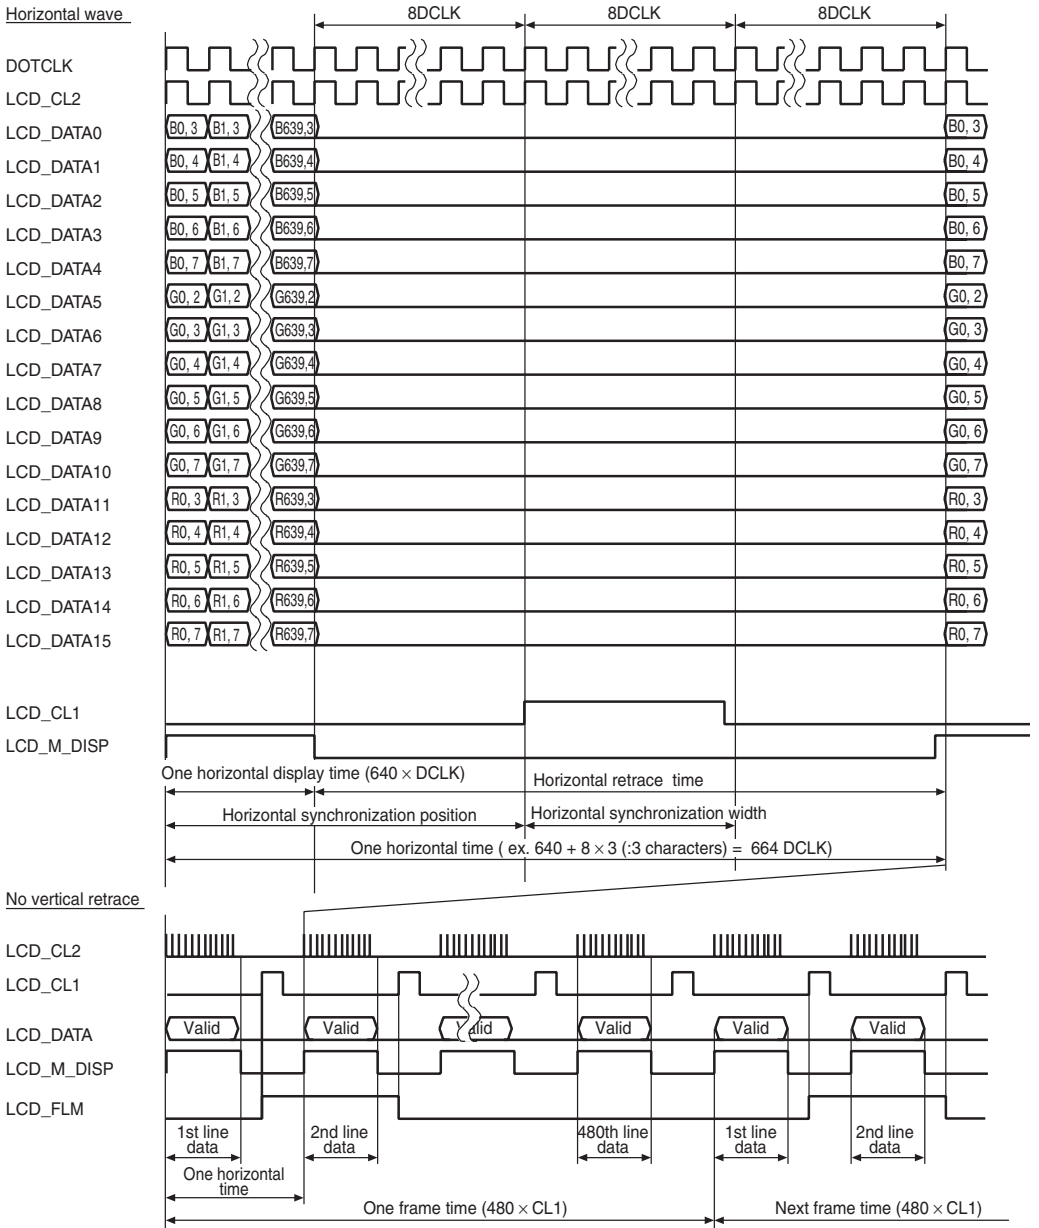 Horizontal wave
8DCLK 8DCLK 8DCLK
DOTCLK
LCD_CL2
LCD_DATA0 B0, 3 B1, 3 B639,3 B0, 3
LCD_DATA1 B0, 4 B1, 4 B639,4 B0, 4
LCD_DATA2 B0, 5 B1, 5 B639,5 B0, 5
LCD_DATA3 B0, 6 B1, 6 B639,6 B0, 6
LCD_DATA4 B0, 7 B1, 7 B639,7 B0, 7
LCD_DATA5 G0, 2 G1, 2 G639,2 G0, 2
LCD_DATA6 G0, 3 G1, 3 G639,3 G0, 3
LCD_DATA7 G0, 4 G1, 4 G639,4 G0, 4
LCD_DATA8 G0, 5 G1, 5 G639,5 G0, 5
LCD_DATA9 G0, 6 G1, 6 G639,6 G0, 6
LCD_DATA10 G0, 7 G1, 7 G639,7 G0, 7
LCD_DATA11 R0, 3 R1, 3 R639,3 R0, 3
LCD_DATA12 R0, 4 R1, 4 R639,4 R0, 4
LCD_DATA13 R0, 5 R1, 5 R639,5 R0, 5
LCD_DATA14 R0, 6 R1, 6 R639,6 R0, 6
LCD_DATA15 R0, 7 R1, 7 R639,7 R0, 7
LCD_CL1
LCD_M_DISP
One horizontal display time (640 × DCLK)
Horizontal retrace time
Horizontal synchronization position
Horizontal synchronization width
One horizontal time ( ex. 640 + 8 × 3 (:3 characters) = 664 DCLK)
No vertical retrace
LCD_CL2
LCD_CL1
LCD_DATA Valid Valid Valid Valid Valid Valid
LCD_M_DISP
LCD_FLM
1st line data
2nd line data
480th line data
1st line data
2nd line data
One horizontal time
One frame time (480 × CL1)
Next frame time (480 × CL1)